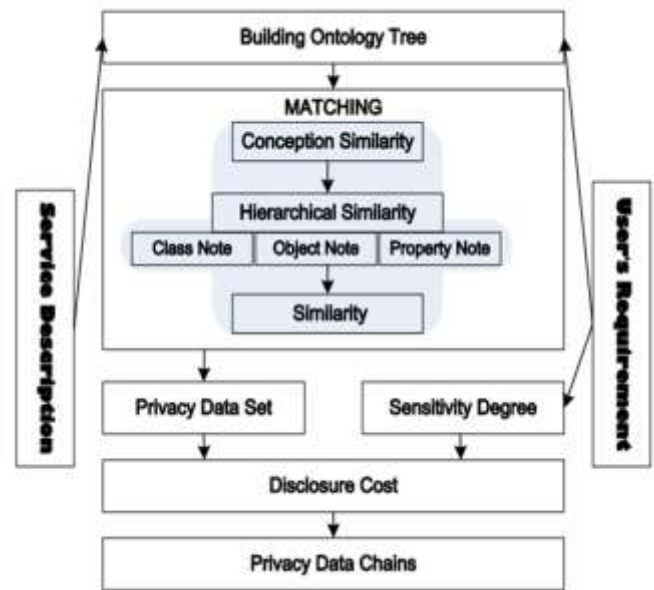 Building Ontology Tree
MATCHING
Conception Similarity
Hierarchical Similarity
Class Note
Object Note
Property Note
Similarity
Service Description
User's Requirement
Privacy Data Set
Sensitivity Degree
Disclosure Cost
Privacy Data Chains